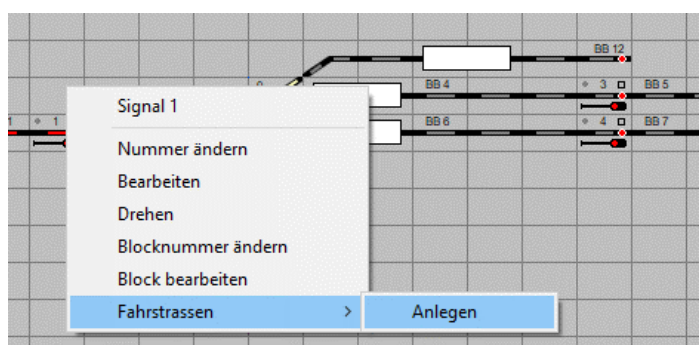 BB 12
BB 4
3
BB 5
1
1
BB 6
4
BB 7
Signal 1
Nummer ändern
Bearbeiten
Drehen
Blocknummer ändern
Block bearbeiten
Fahrstrassen > Anlegen